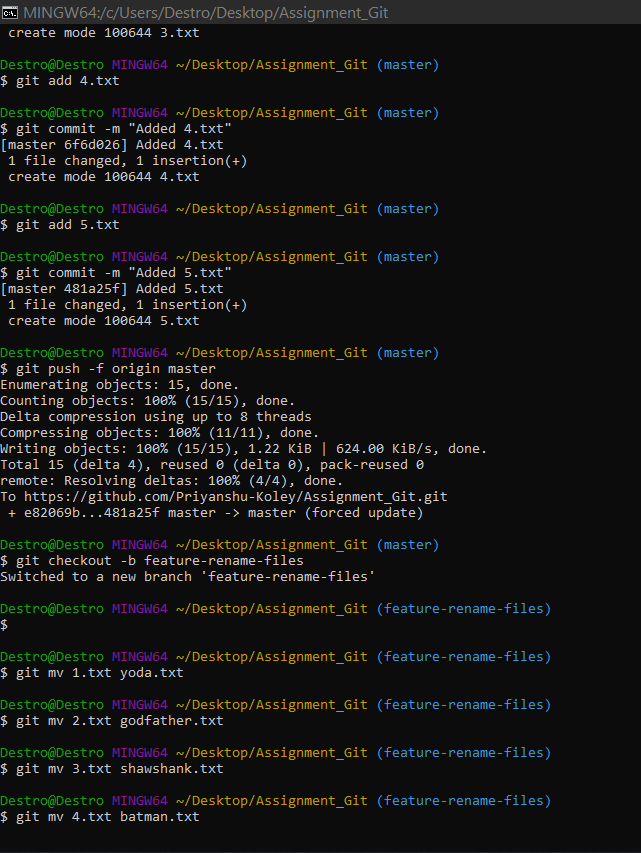 MINGW64:/c/Users/Destro/Desktop/Assignment_Git
create mode 100644 3.txt
Destro@Destro MINGW64 ~/Desktop/Assignment_Git (master)
$ git add 4.txt
Destro@Destro MINGW64 ~/Desktop/Assignment_Git (master)
$ git commit -m "Added 4.txt"
[master 6f6d026] Added 4.txt
1 file changed, 1 insertion(+)
create mode 100644 4.txt
Destro@Destro MINGW64 ~/Desktop/Assignment_Git (master)
$ git add 5.txt
Destro@Destro MINGW64 ~/Desktop/Assignment_Git (master)
$ git commit -m "Added 5.txt"
[master 481a25f] Added 5.txt
1 file changed, 1 insertion(+)
create mode 100644 5.txt
Destro@Destro MINGW64 ~/Desktop/Assignment_Git (master)
$ git push -f origin master
Enumerating objects: 15, done.
Counting objects: 100% (15/15), done.
Delta compression using up to 8 threads
Compressing objects: 100% (11/11), done.
Writing objects: 100% (15/15), 1.22 KiB | 624.00 KiB/s, done.
Total 15 (delta 4), reused 0 (delta 0), pack-reused 0
remote: Resolving deltas: 100% (4/4), done.
To https://github.com/Priyanshu-Koley/Assignment_Git.git
+ e82069b...481a25f master -> master (forced update)
Destro@Destro MINGW64 ~/Desktop/Assignment_Git (master)
$ git checkout -b feature-rename-files
Switched to a new branch 'feature-rename-files'
Destro@Destro MINGW64 ~/Desktop/Assignment_Git (feature-rename-files)
$
Destro@Destro MINGW64 ~/Desktop/Assignment_Git (feature-rename-files)
$ git mv 1.txt yoda.txt
Destro@Destro MINGW64 ~/Desktop/Assignment_Git (feature-rename-files)
$ git mv 2.txt godfather.txt
Destro@Destro MINGW64 ~/Desktop/Assignment_Git (feature-rename-files)
$ git mv 3.txt shawshank.txt
Destro@Destro MINGW64 ~/Desktop/Assignment_Git (feature-rename-files)
$ git mv 4.txt batman.txt